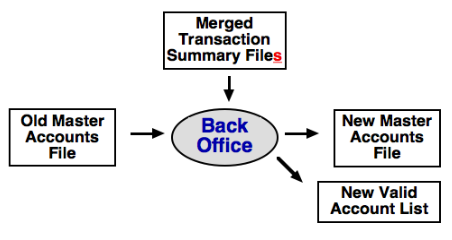 Merged
Transaction
Summary Files
Old Master
Accounts
File
Back
Office
New Master
Accounts
File
New Valid
Account List